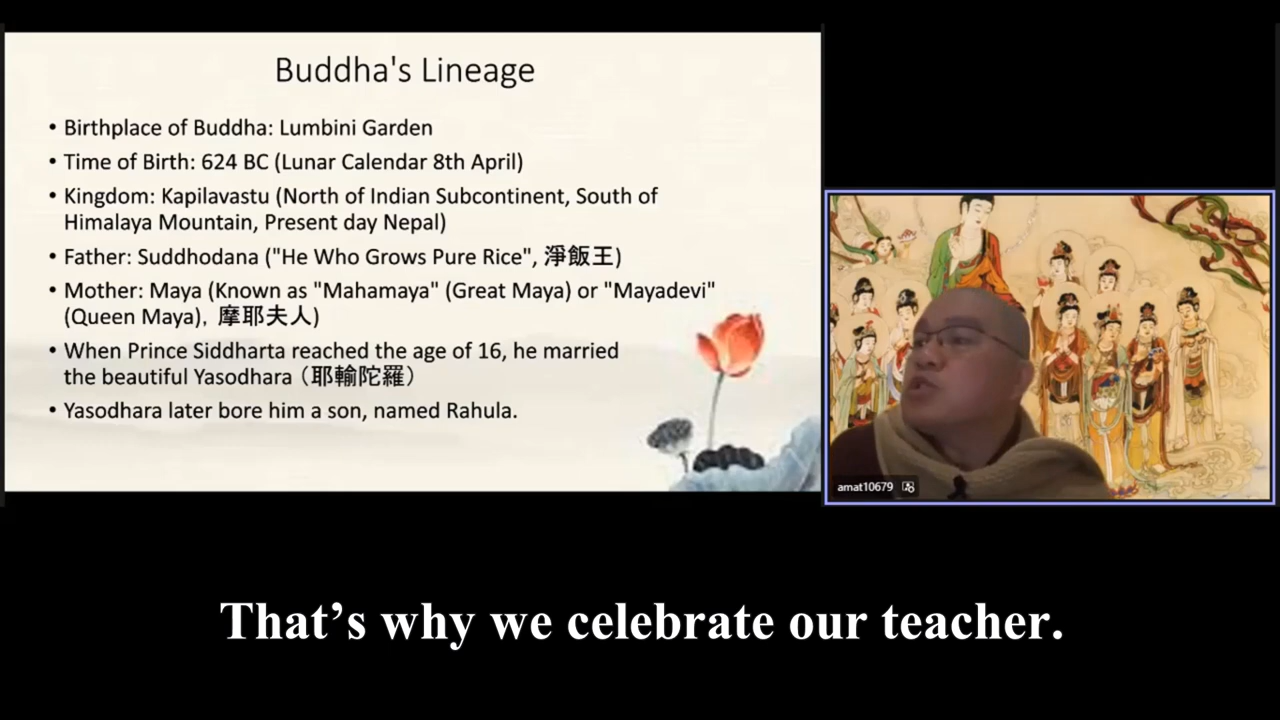 Buddha's Lineage
• Birthplace of Buddha: Lumbini Garden
• Time of Birth: 624 BC (Lunar Calendar 8th April)
• Kingdom: Kapilavastu (North of Indian Subcontinent, South of
Himalaya Mountain, Present day Nepal)
• Father: Suddhodana ("He Who Grows Pure Rice", 淨飯王)
• Mother: Maya (Known as "Mahamaya" (Great Maya) or "Mayadevi"
(Queen Maya), 摩耶夫人)
• When Prince Siddharta reached the age of 16, he married
the beautiful Yasodhara（耶輸陀羅）
• Yasodhara later bore him a son, named Rahula.
amat10679
That’s why we celebrate our teacher.